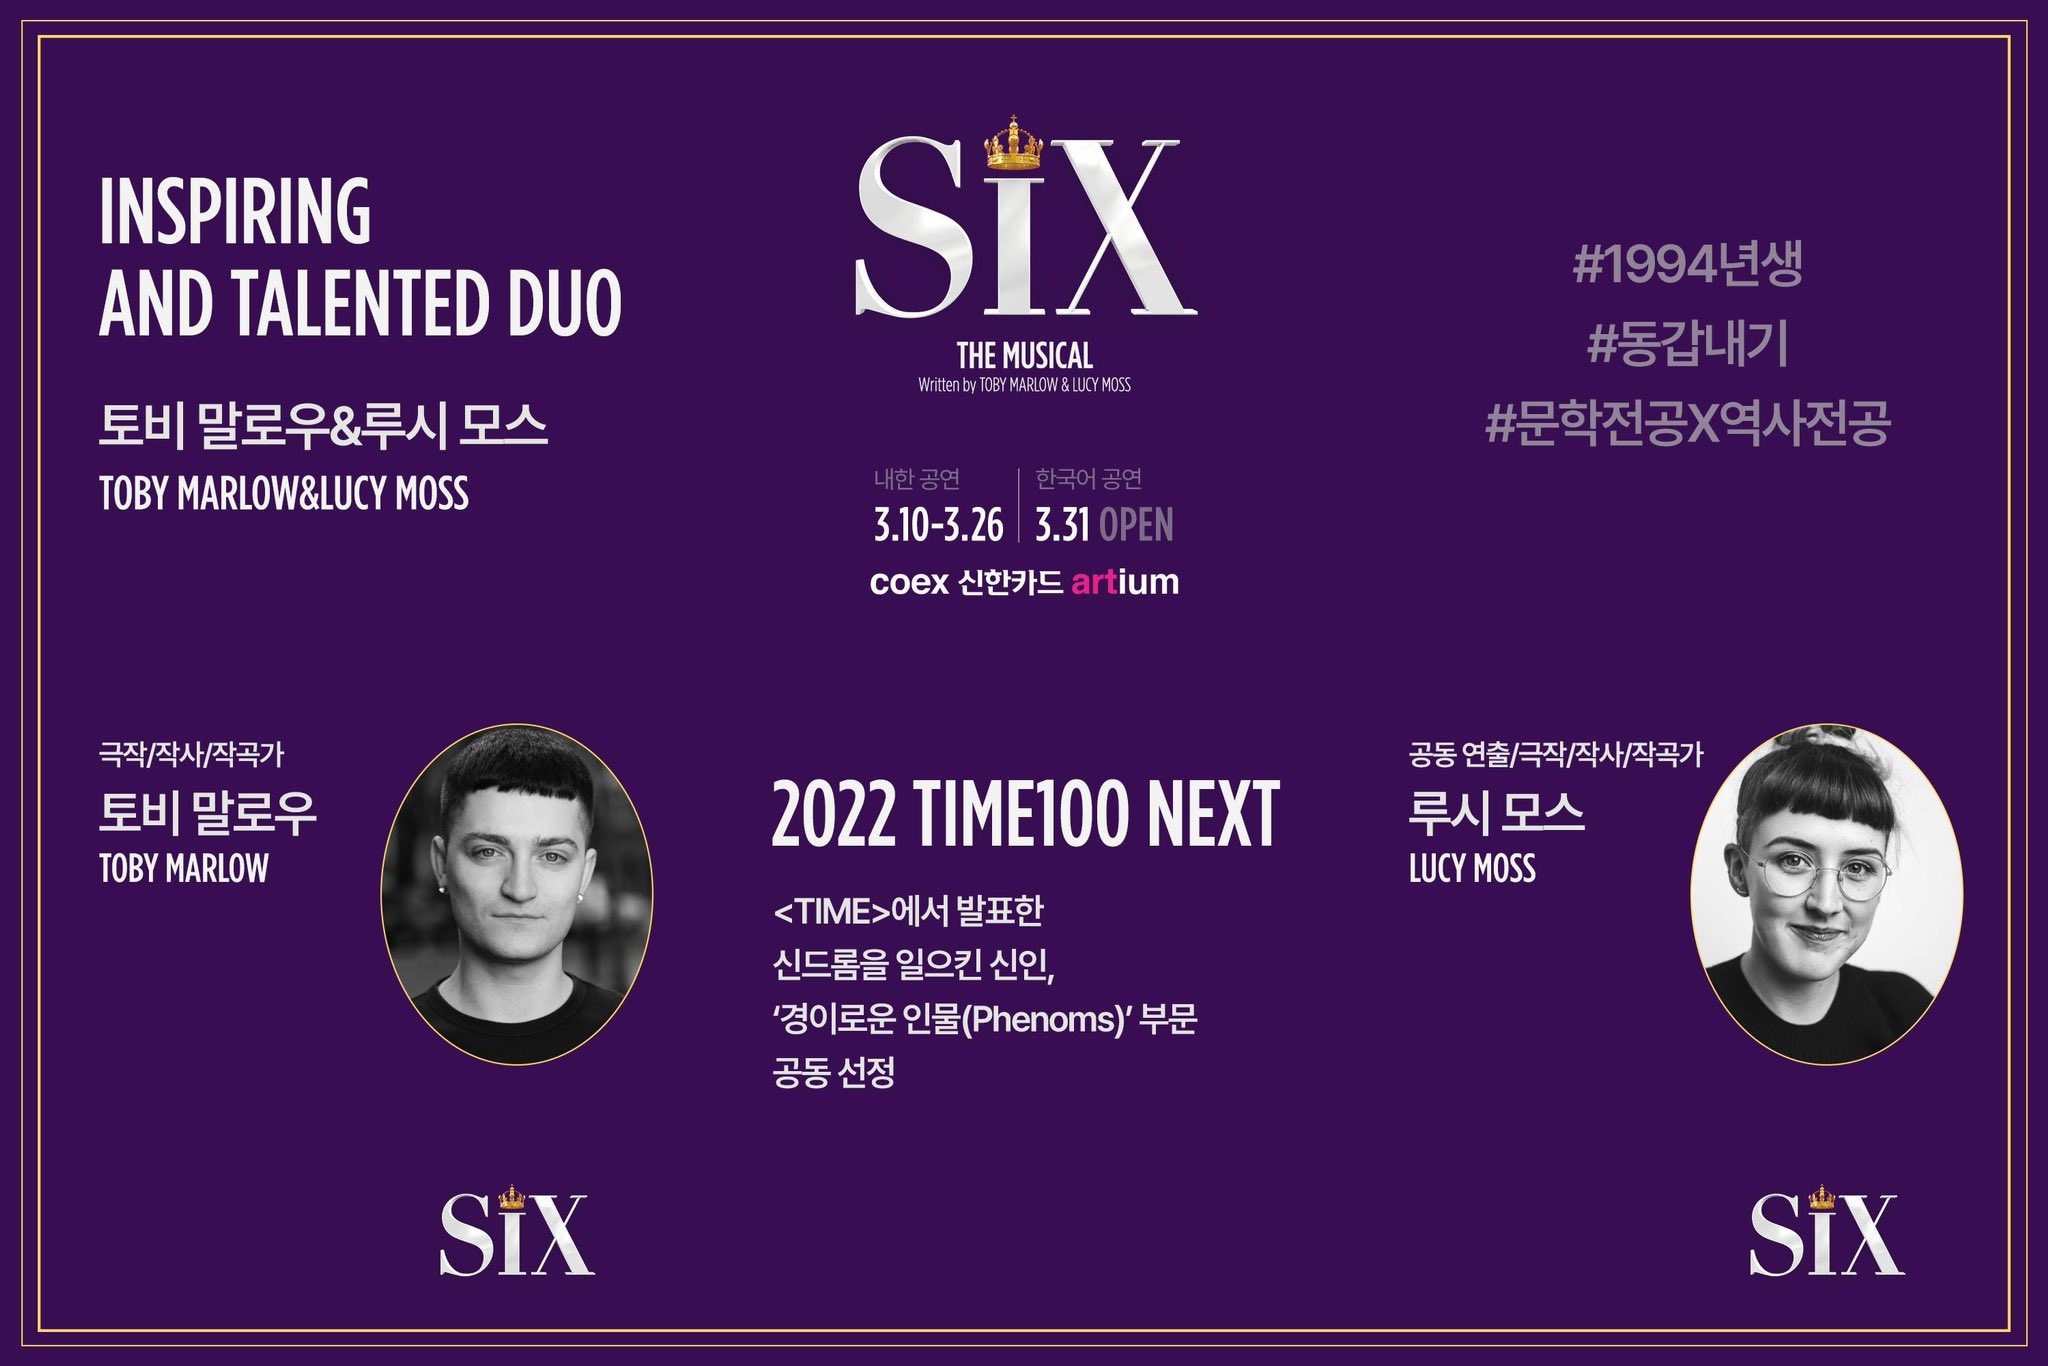 INSPIRING
AND TALENTED DUO
토비 말로우&루시 모스
TOBY MARLOW&LUCY MOSS
SIX
THE MUSICAL
Written by TOBY MARLOW & LUCY MOSS
내한 공연
3.10-3.26
한국어 공연
3.31 OPEN
coex 신한카드 artium
#1994년생
#동갑내기
#문학전공X역사전공
극작/작사/작곡가
토비 말로우
TOBY MARLOW
SIX
2022 TIME100 NEXT
<TIME>에서 발표한
신드롬을 일으킨 신인,
‘경이로운 인물(Phenoms)’ 부문
공동 선정
공동 연출/극작/작사/작곡가
루시 모스
LUCY MOSS
SIX